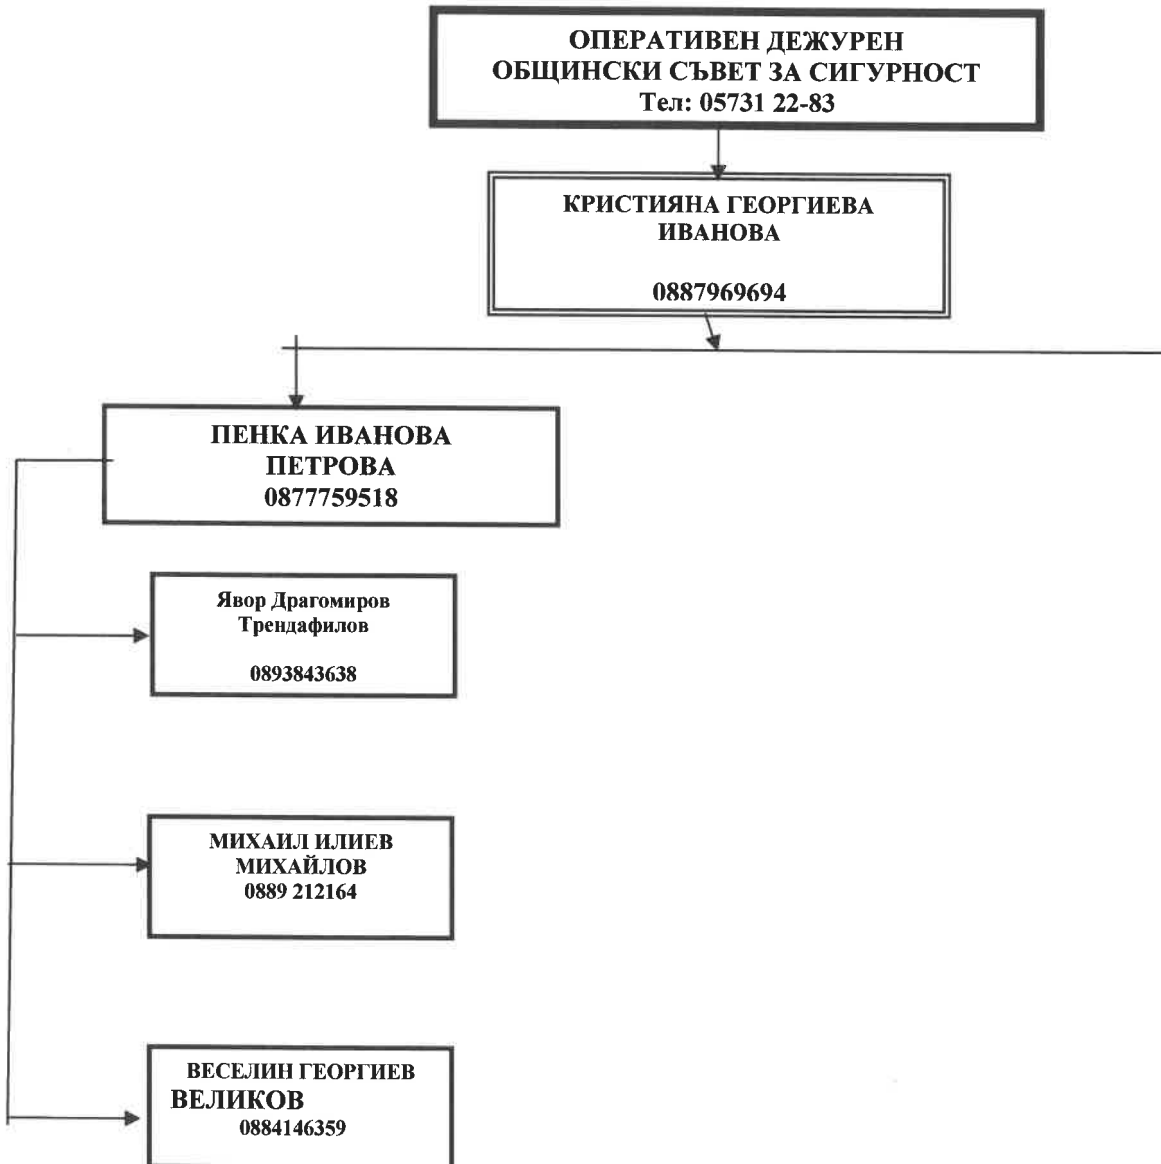 ОПЕРАТИВЕН ДЕЖУРЕН
ОБЩИНСКИ СЪВЕТ ЗА СИГУРНОСТ
Тел: 05731 22-83
КРИСТИЯНА ГЕОРГИЕВА
ИВАНОВА
0887969694
ПЕНКА ИВАНОВА
ПЕТРОВА
0877759518
Явор Драгомиров
Трендафилов
0893843638
МИХАИЛ ИЛИЕВ
МИХАЙЛОВ
0889 212164
ВЕСЕЛИН ГЕОРГИЕВ
ВЕЛИКОВ
0884146359